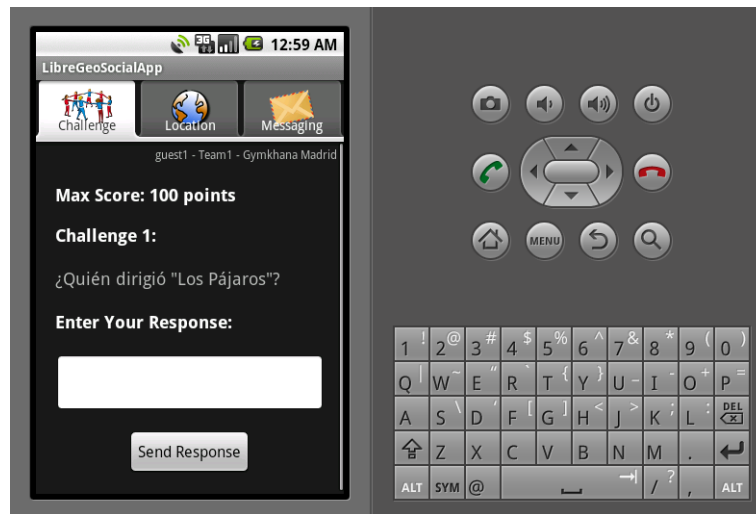 3G 12:59 AM
LibreGeoSocialApp
Challenge Location Messaging
guest1 - Team1 - Gymkhana Madrid
Max Score: 100 points
Challenge 1:
¿Quién dirigió "Los Pájaros"?
Enter Your Response:
Send Response
MENU
1 ! 2 @ 3 # 4 $ 5 % 6 ^ 7 & 8 * 9 ( 0 )
Q | W ~ E " R ` T { Y } U - I - O + P =
A S \ D ' F [ G ] H < J > K ; L : DEL
Z X C V B N M .
ALT SYM @ / ? , ALT